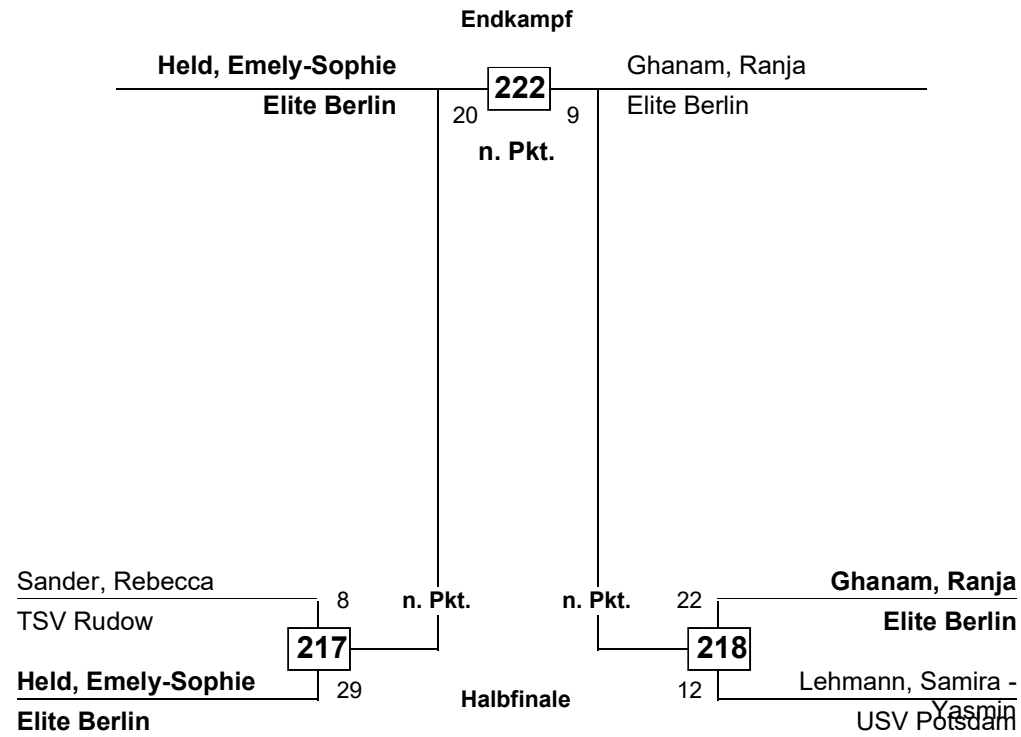 Endkampf
Held, Emely-Sophie
Elite Berlin
20
222
9
n. Pkt.
Ghanam, Ranja
Elite Berlin
Sander, Rebecca
TSV Rudow
8
217
29
Held, Emely-Sophie
Elite Berlin
n. Pkt.
n. Pkt.
Halbfinale
22
218
12
Ghanam, Ranja
Elite Berlin
Lehmann, Samira -
Yasmin
USV Potsdam